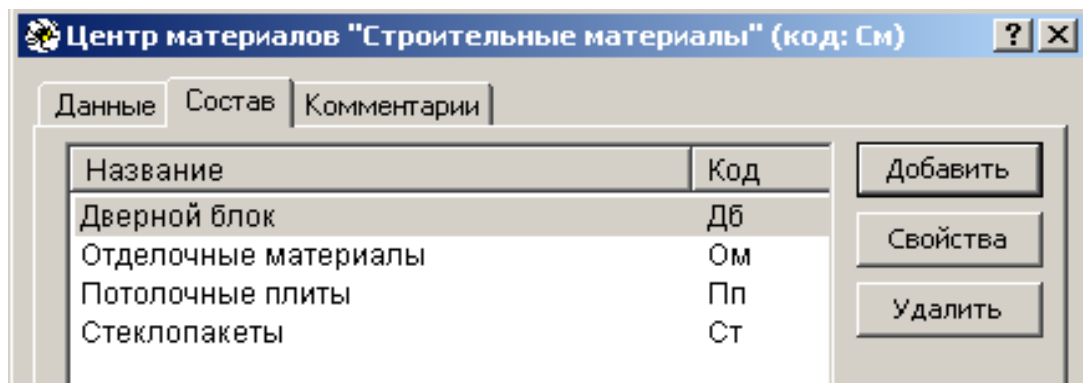 Центр материалов "Строительные материалы" (код: См) ? X
Данные Состав Комментарии
Название Код Добавить
Дверной блок Дб
Отделочные материалы Ом Свойства
Потолочные плиты Пп Удалить
Стеклопакеты Ст